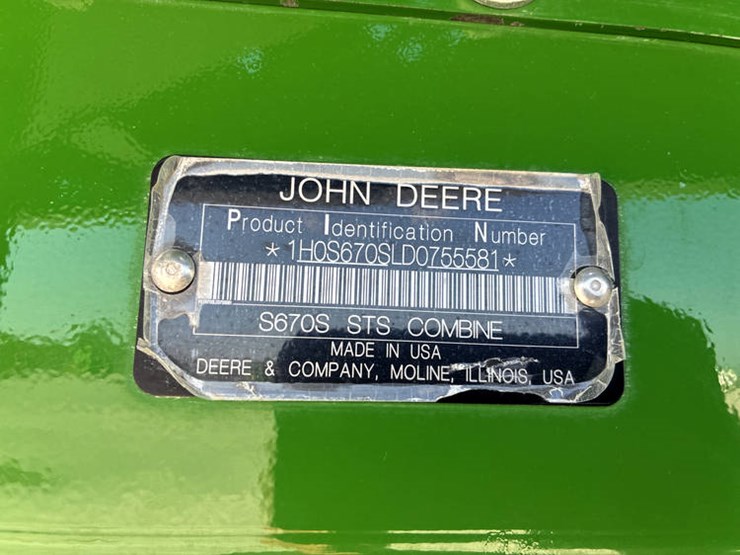 JOHN DEERE
Product Identification Number
* 1H0S670SLD0755581 *
S670S STS COMBINE
MADE IN USA
DEERE & COMPANY, MOLINE, ILLINOIS, USA